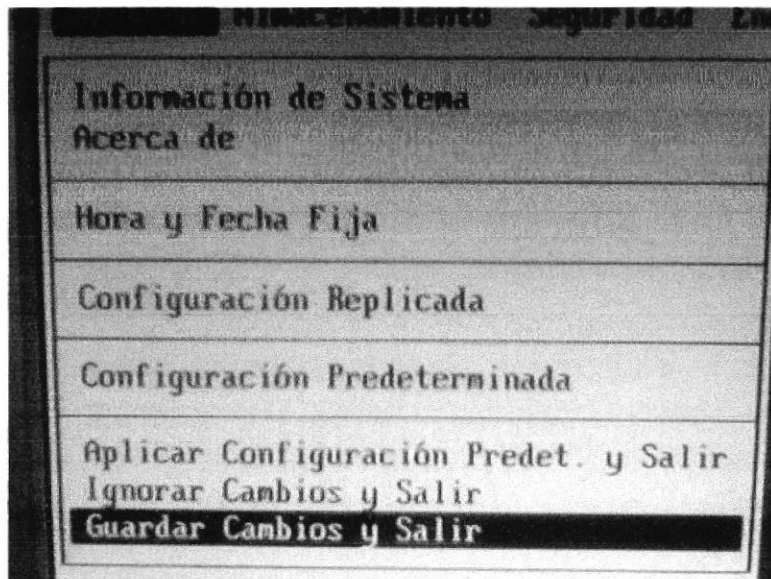 Almacenamiento Seguridad
Información de Sistema
Acerca de
Hora y Fecha Fija
Configuración Replicada
Configuración Predeterminada
Aplicar Configuración Predet. y Salir
Ignorar Cambios y Salir
Guardar Cambios y Salir